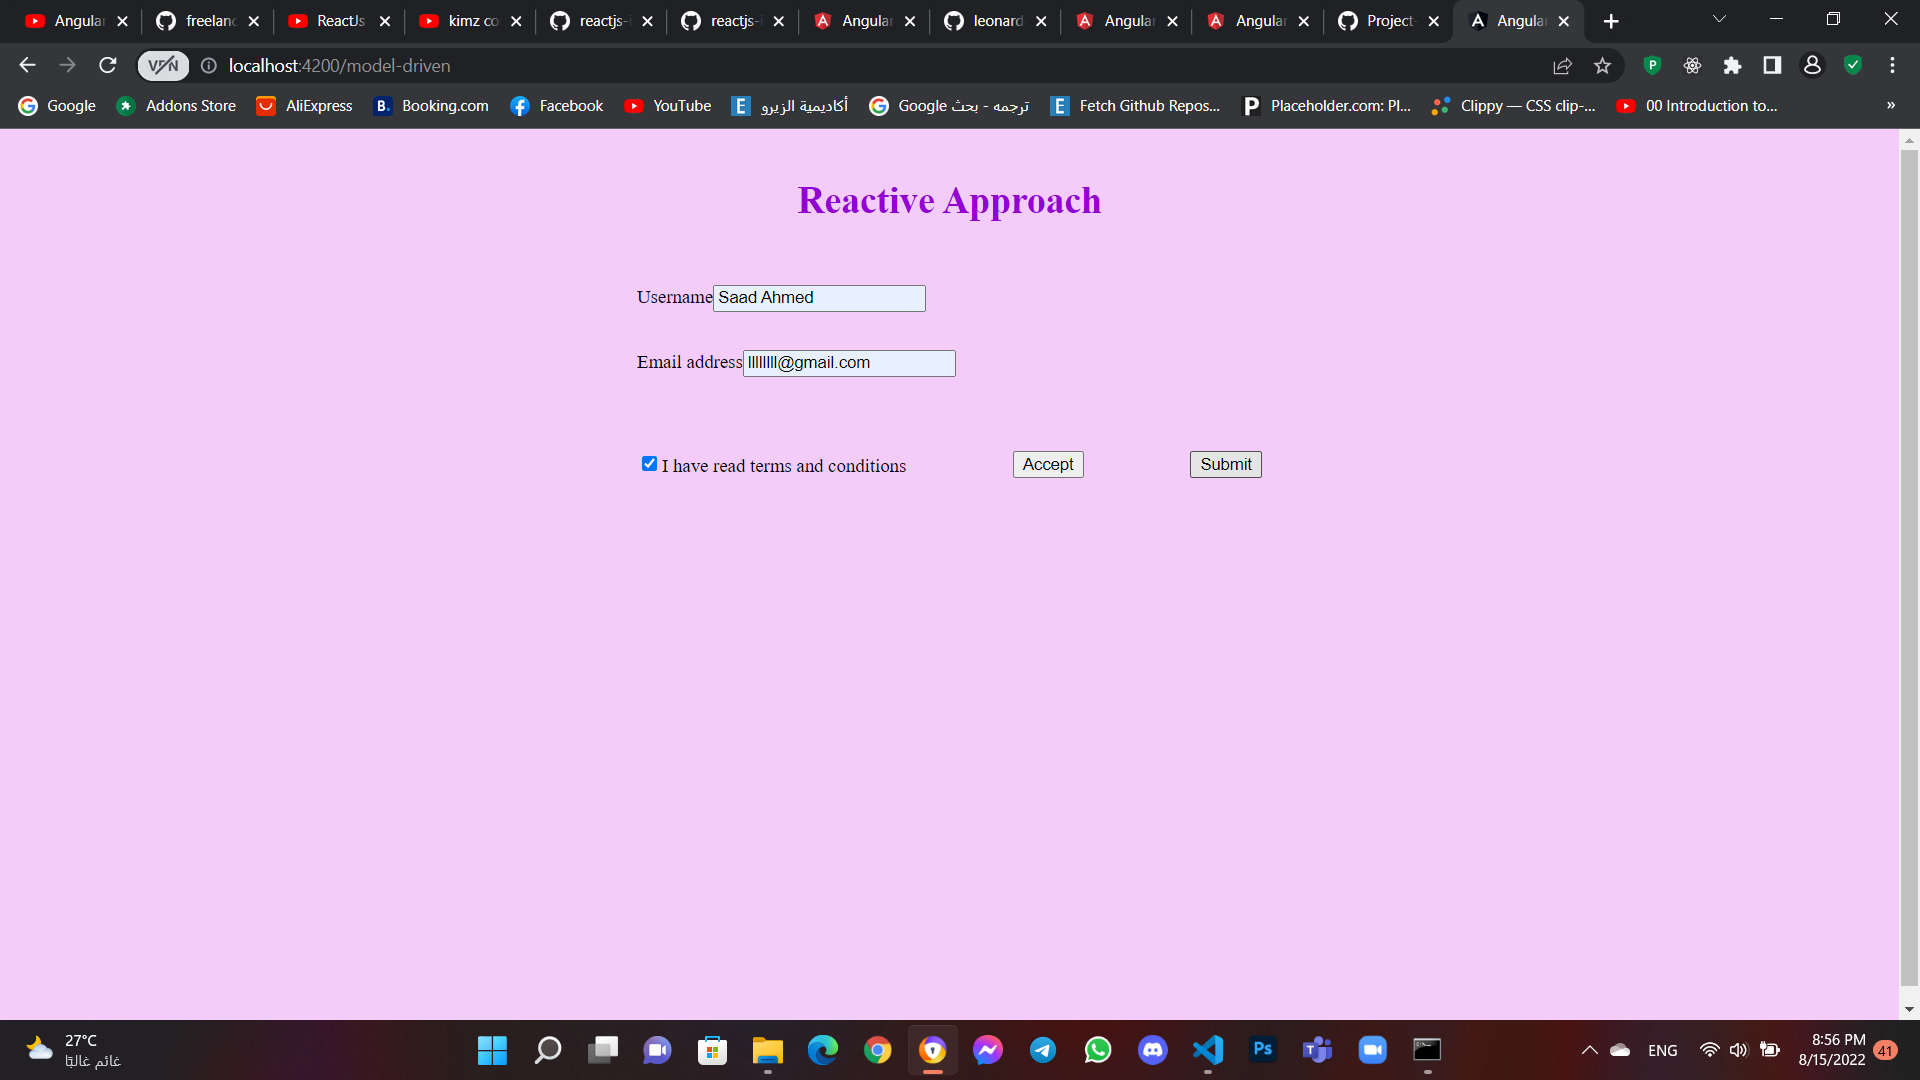 Angular
freelanc
ReactJs
kimz co
reactjs-i
reactjs-i
Angular
leonard
Angular
Angular
Project-
Angular
VPN
localhost:4200/model-driven
Google
Addons Store
AliExpress
B. Booking.com
Facebook
YouTube
E أكاديمية الزيرو
ترجمه - بحث Google
E Fetch Github Repos...
P Placeholder.com: Pl...
Clippy — CSS clip-...
00 Introduction to...
»
Reactive Approach
Username Saad Ahmed
Email address llllllll@gmail.com
I have read terms and conditions
Accept
Submit
27°C
غائم غالبًا
Ps
ENG
8:56 PM
8/15/2022
41